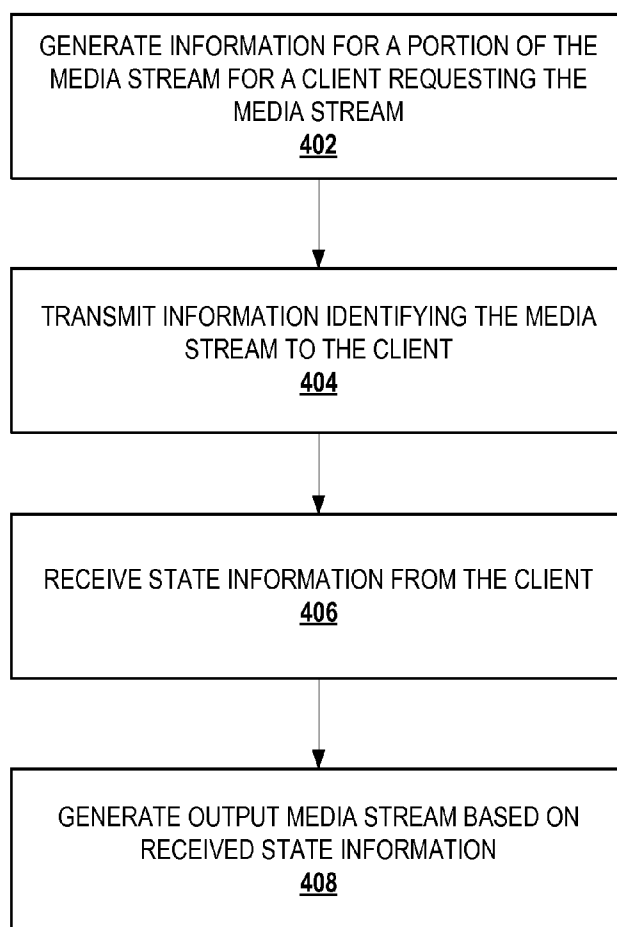 GENERATE INFORMATION FOR A PORTION OF THE
MEDIA STREAM FOR A CLIENT REQUESTING THE
MEDIA STREAM
402
TRANSMIT INFORMATION IDENTIFYING THE MEDIA
STREAM TO THE CLIENT
404
RECEIVE STATE INFORMATION FROM THE CLIENT
406
GENERATE OUTPUT MEDIA STREAM BASED ON
RECEIVED STATE INFORMATION
408